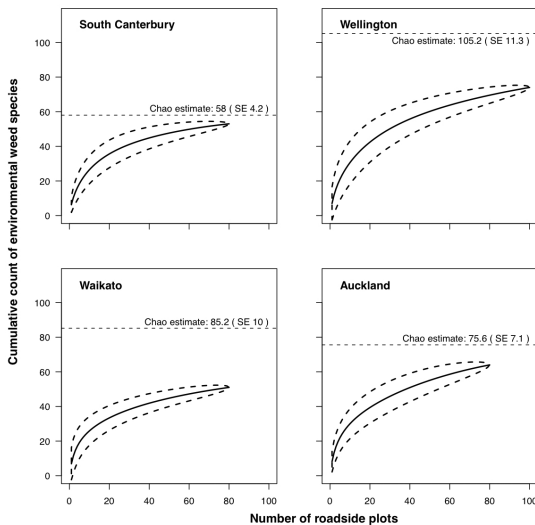 South Canterbury
Chao estimate: 58 ( SE 4.2 )
0
20
40
60
80
100
Wellington
Chao estimate: 105.2 ( SE 11.3 )
Waikato
Chao estimate: 85.2 ( SE 10 )
0
20
40
60
80
100
0 20 40 60 80 100
Auckland
Chao estimate: 75.6 ( SE 7.1 )
0 20 40 60 80 100
Cumulative count of environmental weed species
Number of roadside plots